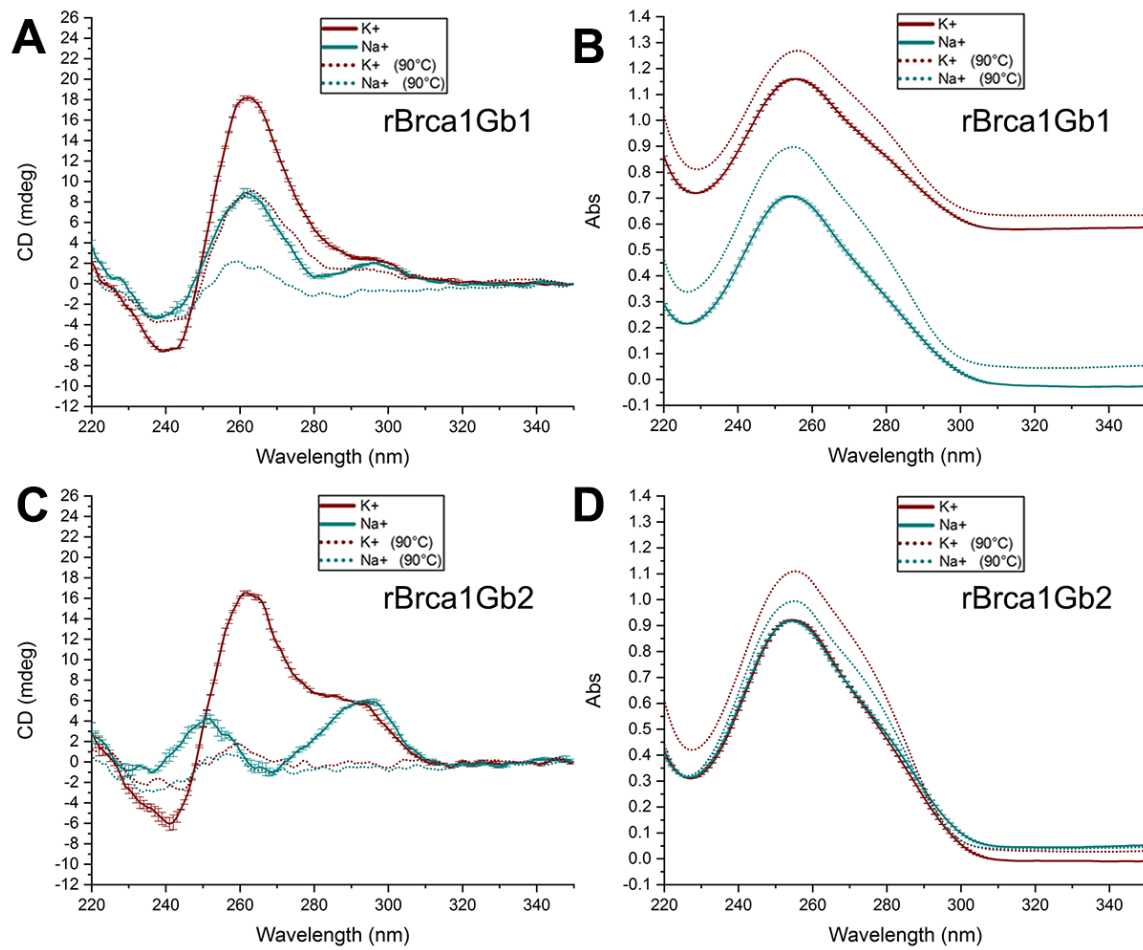 A
26
24
22
20
18
16
14
12
10
8
6
4
2
0
-2
-4
-6
-8
-10
-12
CD (mdeg)
K+
Na+
K+ (90°C)
Na+ (90°C)
rBrca1Gb1
220 240 260 280 300 320 340
Wavelength (nm)
B
1.4
1.3
1.2
1.1
1.0
0.9
0.8
0.7
0.6
0.5
0.4
0.3
0.2
0.1
0.0
-0.1
Abs
K+
Na+
K+ (90°C)
Na+ (90°C)
rBrca1Gb1
220 240 260 280 300 320 340
Wavelength (nm)
C
26
24
22
20
18
16
14
12
10
8
6
4
2
0
-2
-4
-6
-8
-10
-12
CD (mdeg)
K+
Na+
K+ (90°C)
Na+ (90°C)
rBrca1Gb2
220 240 260 280 300 320 340
Wavelength (nm)
D
1.4
1.3
1.2
1.1
1.0
0.9
0.8
0.7
0.6
0.5
0.4
0.3
0.2
0.1
0.0
-0.1
Abs
K+
Na+
K+ (90°C)
Na+ (90°C)
rBrca1Gb2
220 240 260 280 300 320 340
Wavelength (nm)